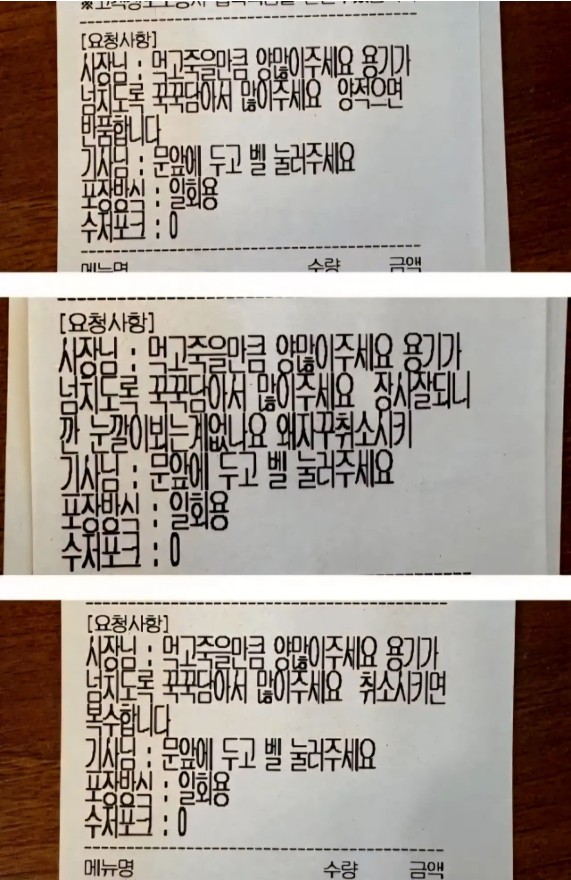 [요청사항]
사장님 : 먹고죽을만큼 양많이주세요 용기가
넘지도록 꾹꾹담아서 많이주세요 양적으면
반품합니다
기사님 : 문앞에 두고 벨 눌러주세요
포장방식 : 일회용
수저포크 : 0
메뉴명 수량 금액
[요청사항]
사장님 : 먹고죽을만큼 양많이주세요 용기가
넘지도록 꾹꾹담아서 많이주세요 장사잘되니
깐 눈깔이뵈는게없나요 왜자꾸취소시키
기사님 : 문앞에 두고 벨 눌러주세요
포장방식 : 일회용
수저포크 : 0
[요청사항]
사장님 : 먹고죽을만큼 양많이주세요 용기가
넘지도록 꾹꾹담아서 많이주세요 취소시키면
복수합니다
기사님 : 문앞에 두고 벨 눌러주세요
포장방식 : 일회용
수저포크 : 0
메뉴명 수량 금액